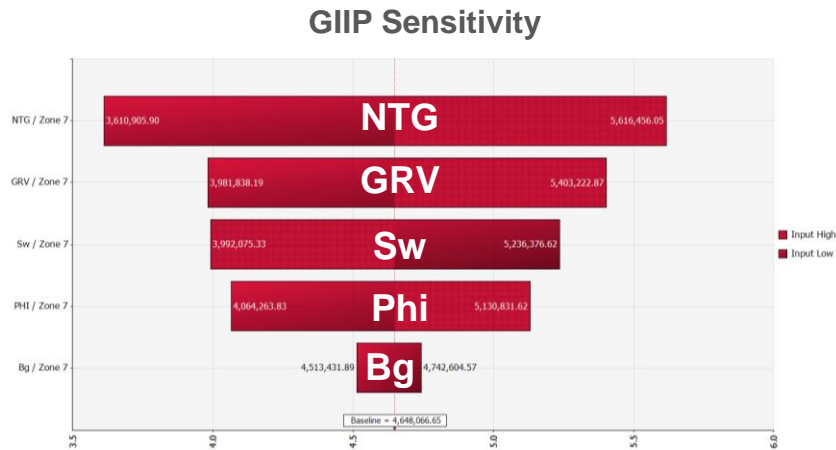 GIIP Sensitivity
NTG / Zone 7
3,610,905.90
NTG
5,616,456.05
GRV / Zone 7
3,981,838.19
GRV
5,403,222.87
Sw / Zone 7
3,992,075.33
Sw
5,236,376.62
PHI / Zone 7
4,064,263.83
Phi
5,130,831.62
Bg / Zone 7
4,513,431.89
Bg
4,742,604.57
Input High
Input Low
Baseline = 4,648,066.65
3.5
4.0
4.5
5.0
5.5
6.0